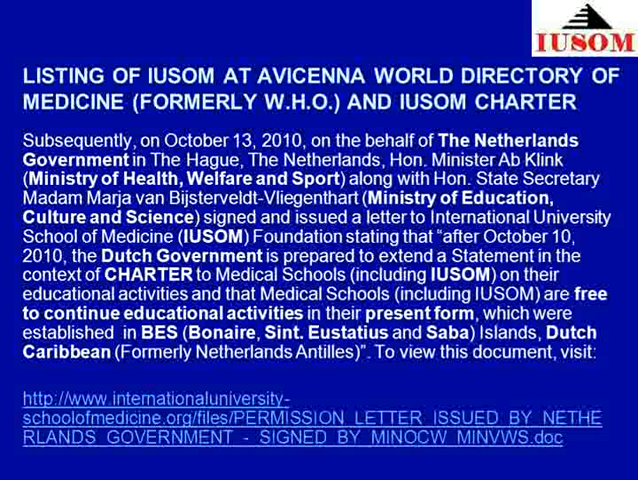 IUSOM
LISTING OF IUSOM AT AVICENNA WORLD DIRECTORY OF
MEDICINE (FORMERLY W.H.O.) AND IUSOM CHARTER
Subsequently, on October 13, 2010, on the behalf of The Netherlands
Government in The Hague, The Netherlands, Hon. Minister Ab Klink
(Ministry of Health, Welfare and Sport) along with Hon. State Secretary
Madam Marja van Bijsterveldt-Vliegenthart (Ministry of Education,
Culture and Science) signed and issued a letter to International University
School of Medicine (IUSOM) Foundation stating that “after October 10,
2010, the Dutch Government is prepared to extend a Statement in the
context of CHARTER to Medical Schools (including IUSOM) on their
educational activities and that Medical Schools (including IUSOM) are free
to continue educational activities in their present form, which were
established in BES (Bonaire, Sint. Eustatius and Saba) Islands, Dutch
Caribbean (Formerly Netherlands Antilles)”. To view this document, visit:
http://www.internationaluniversity-
schoolofmedicine.org/files/PERMISSION_LETTER_ISSUED_BY_NETHE
RLANDS_GOVERNMENT_-_SIGNED_BY_MINOCW_MINVWS.doc